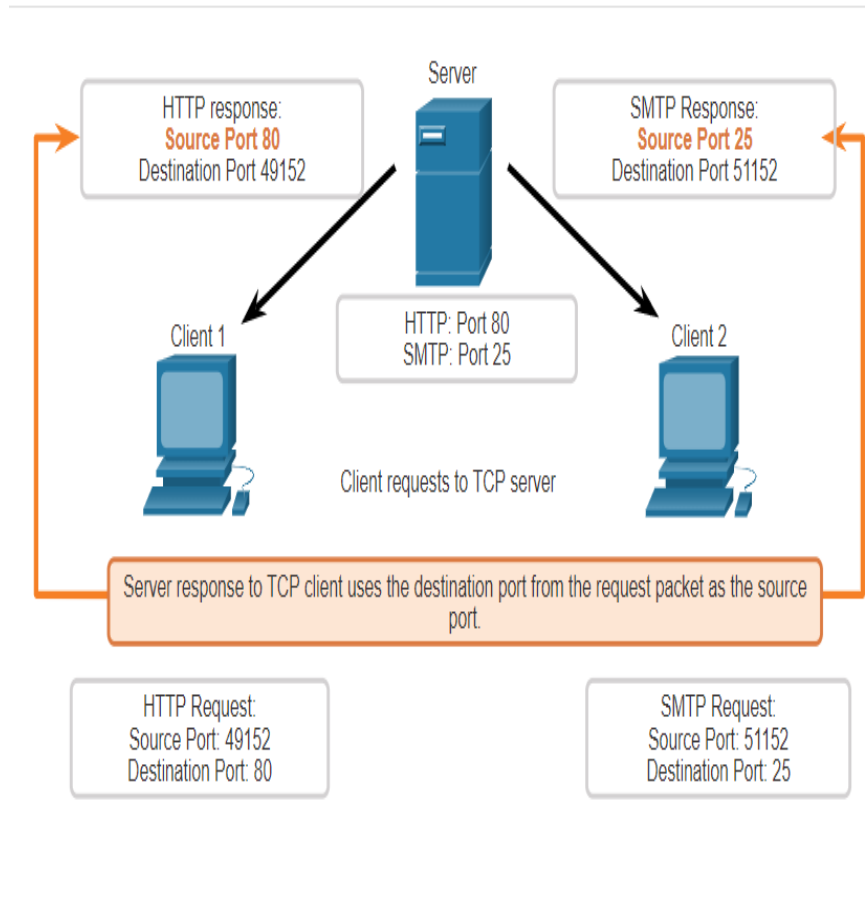 Server
HTTP response:
Source Port 80
Destination Port 49152
SMTP Response:
Source Port 25
Destination Port 51152
HTTP: Port 80
SMTP: Port 25
Client 1
Client 2
Client requests to TCP server
Server response to TCP client uses the destination port from the request packet as the source
port.
HTTP Request:
Source Port: 49152
Destination Port: 80
SMTP Request:
Source Port: 51152
Destination Port: 25